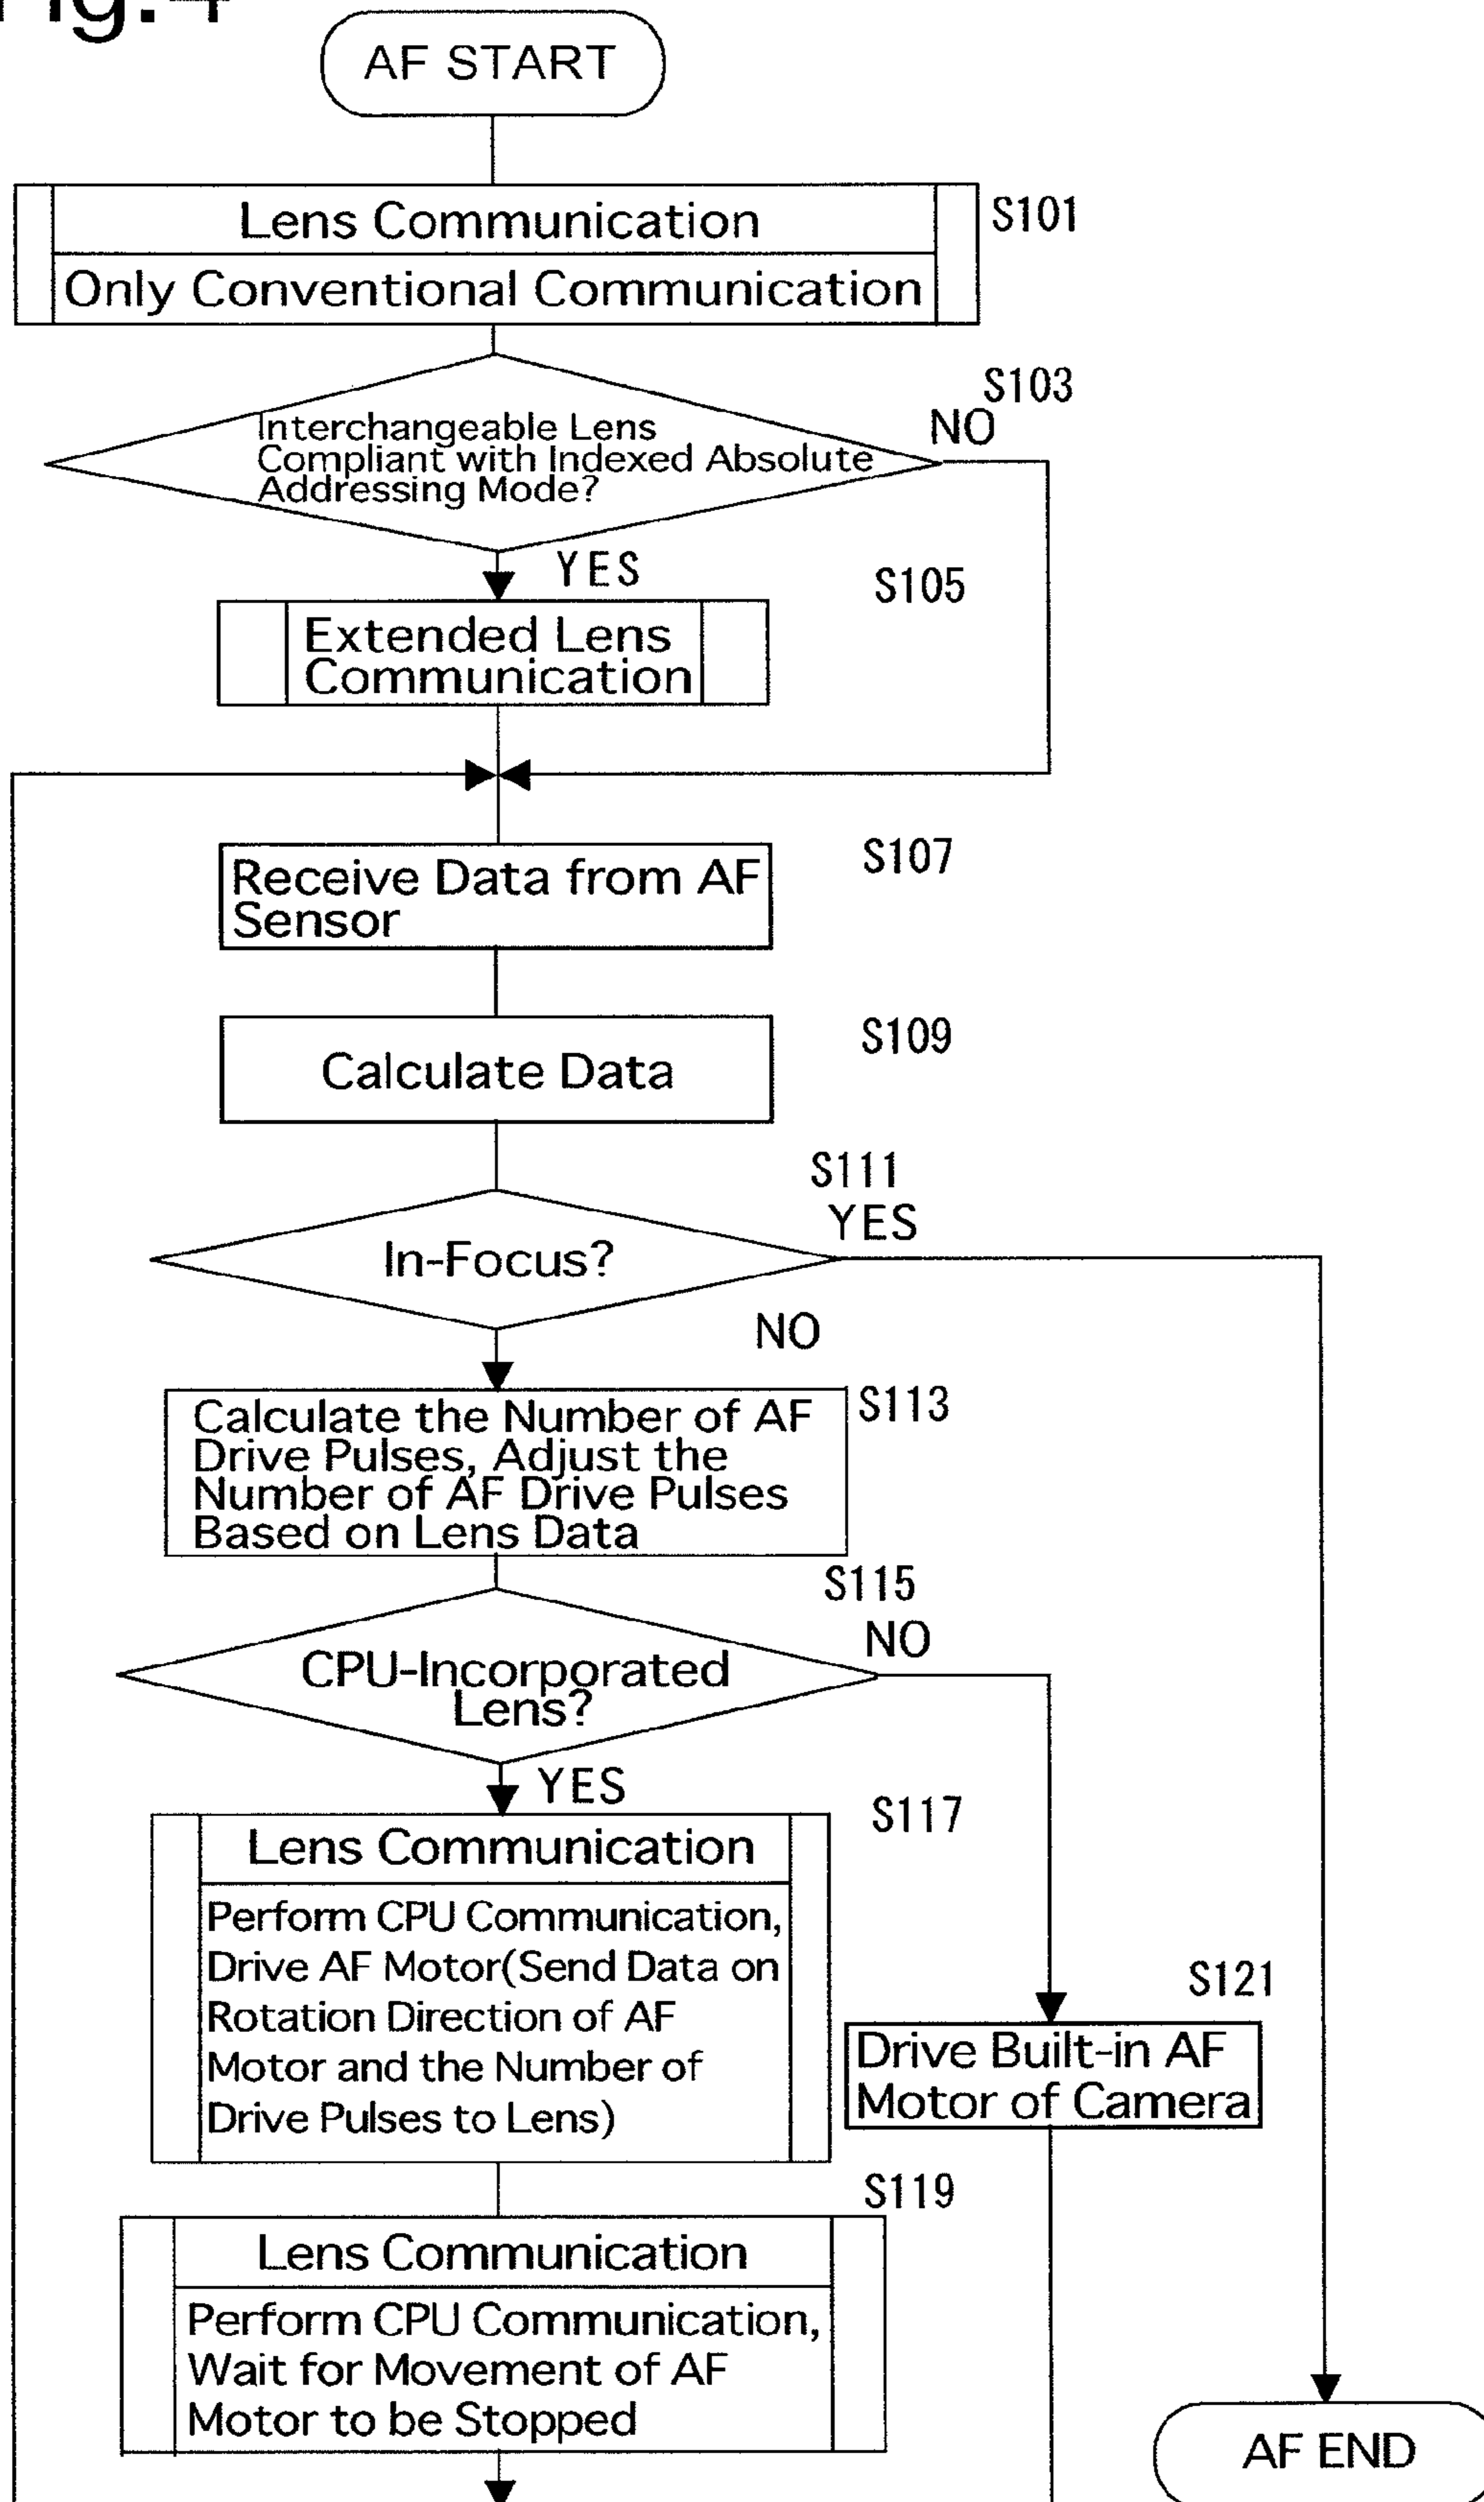 Fig.4
AF START
Lens Communication
S101
Only Conventional Communication
S103
NO
Interchangeable Lens
Compliant with Indexed Absolute
Addressing Mode?
YES
S105
Extended Lens
Communication
S107
Receive Data from AF
Sensor
S109
Calculate Data
S111
YES
In-Focus?
NO
S113
Calculate the Number of AF
Drive Pulses, Adjust the
Number of AF Drive Pulses
Based on Lens Data
S115
NO
CPU-Incorporated
Lens?
YES
S117
Lens Communication
Perform CPU Communication,
Drive AF Motor(Send Data on
Rotation Direction of AF
Motor and the Number of
Drive Pulses to Lens)
S121
Drive Built-in AF
Motor of Camera
S119
Lens Communication
Perform CPU Communication,
Wait for Movement of AF
Motor to be Stopped
AF END